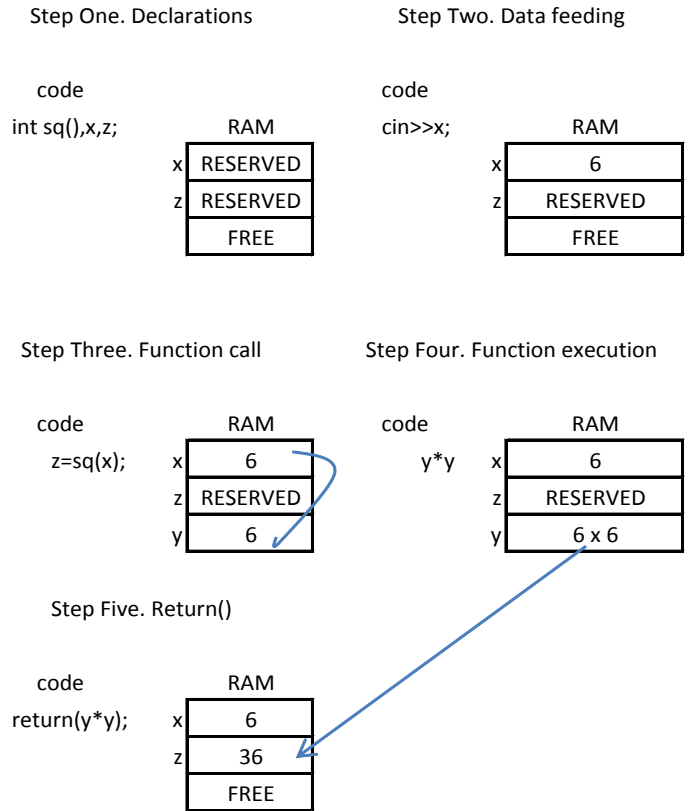 Step One. Declarations
code
int sq(),x,z;
RAM
x RESERVED
z RESERVED
FREE
Step Two. Data feeding
code
cin>>x;
RAM
x 6
z RESERVED
FREE
Step Three. Function call
code
z=sq(x);
RAM
x 6
z RESERVED
y 6
Step Four. Function execution
code
y*y
RAM
x 6
z RESERVED
y 6 x 6
Step Five. Return()
code
return(y*y);
RAM
x 6
z 36
FREE